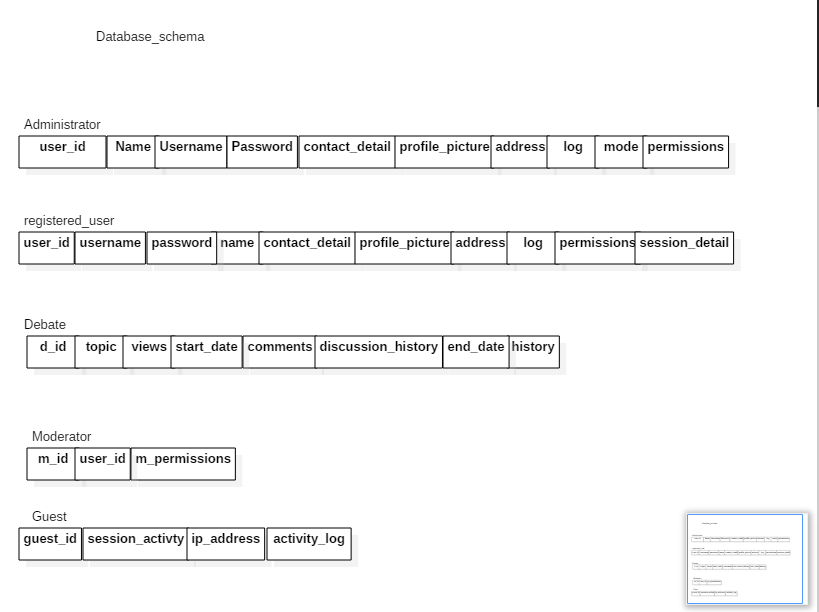 Database_schema
Administrator
user_id Name Username Password contact_detail profile_picture address log mode permissions
registered_user
user_id username password name contact_detail profile_picture address log permissions session_detail
Debate
d_id topic views start_date comments discussion_history end_date history
Moderator
m_id user_id m_permissions
Guest
guest_id session_activty ip_address activity_log